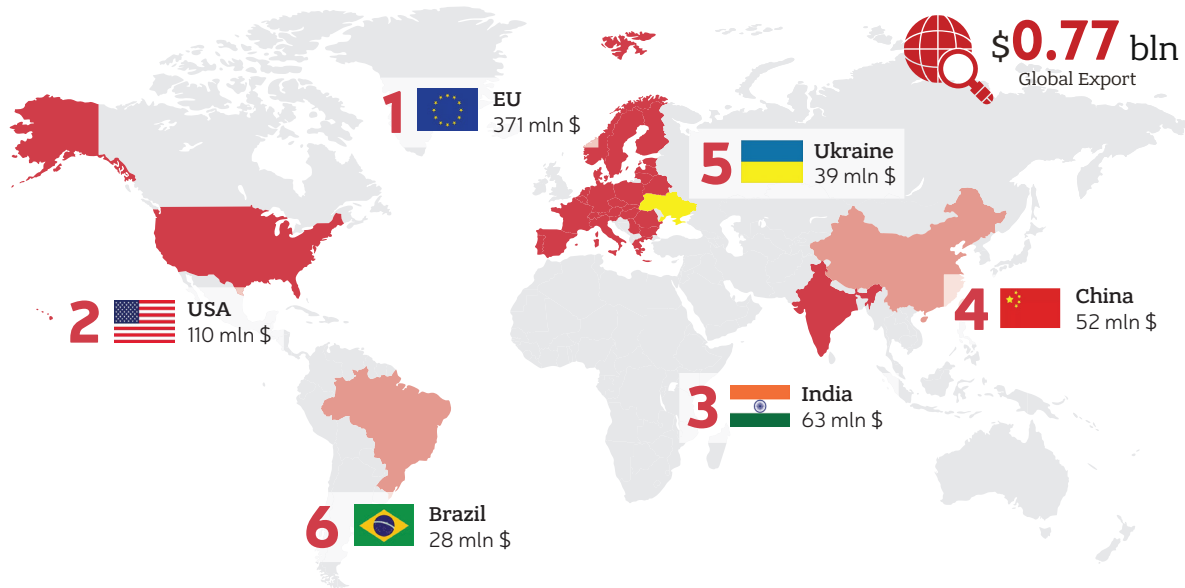 $0.77 bln
Global Export
1
EU
371 mln $
5
Ukraine
39 mln $
2
USA
110 mln $
4
China
52 mln $
3
India
63 mln $
6
Brazil
28 mln $